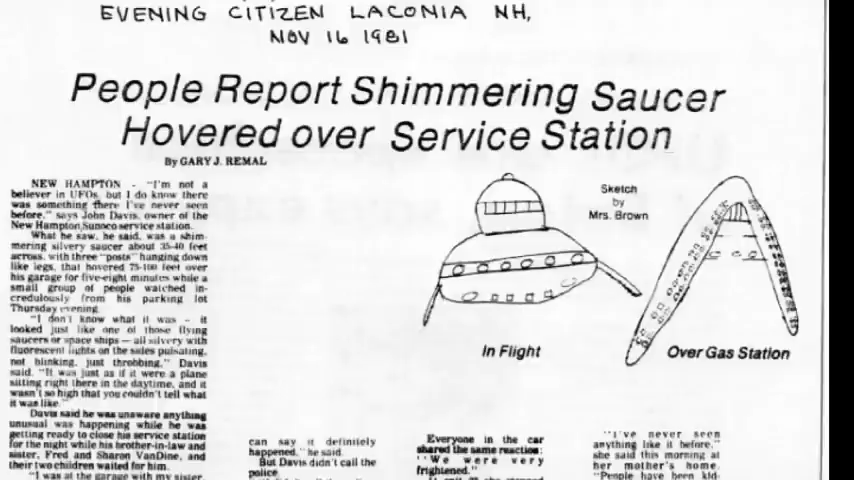 EVENING CITIZEN LACONIA NH,
NOV 16 1981
People Report Shimmering Saucer
Hovered over Service Station
By GARY J. REMAL
NEW HAMPTON - "I'm not a
believer in UFOs, but I do know there
was something there I've never seen
before," says John Davis, owner of the
New Hampton Sunoco service station.
What he saw, he said, was a shim-
mering silvery saucer about 35-40 feet
across, with three "posts" hanging down
like legs, that hovered 75-100 feet over
his garage for five-eight minutes while a
small group of people watched in-
credulously from his parking lot
Thursday evening.
"I don't know what it was - it
looked just like one of those flying
saucers or space ships - all silvery with
fluorescent lights on the sides pulsating,
not blinking, just throbbing," Davis
said. "It was just as if it were a plane
sitting right there in the daytime, and it
wasn't so high that you couldn't tell what
it was like."
Davis said he was unaware anything
unusual was happening while he was
getting ready to close his service station
for the night while his brother-in-law and
sister, Fred and Sharon VanDine, and
their two children waited for him.
"I was at the garage with my sister,
Sketch
by
Mrs. Brown
In Flight
Over Gas Station
can say it definitely
happened," he said.
But Davis didn't call the
police
Everyone in the car
shared the same reaction:
"We were very
frightened."
"I've never seen
anything like it before,"
she said this morning at
her mother's home.
"People have been kid-